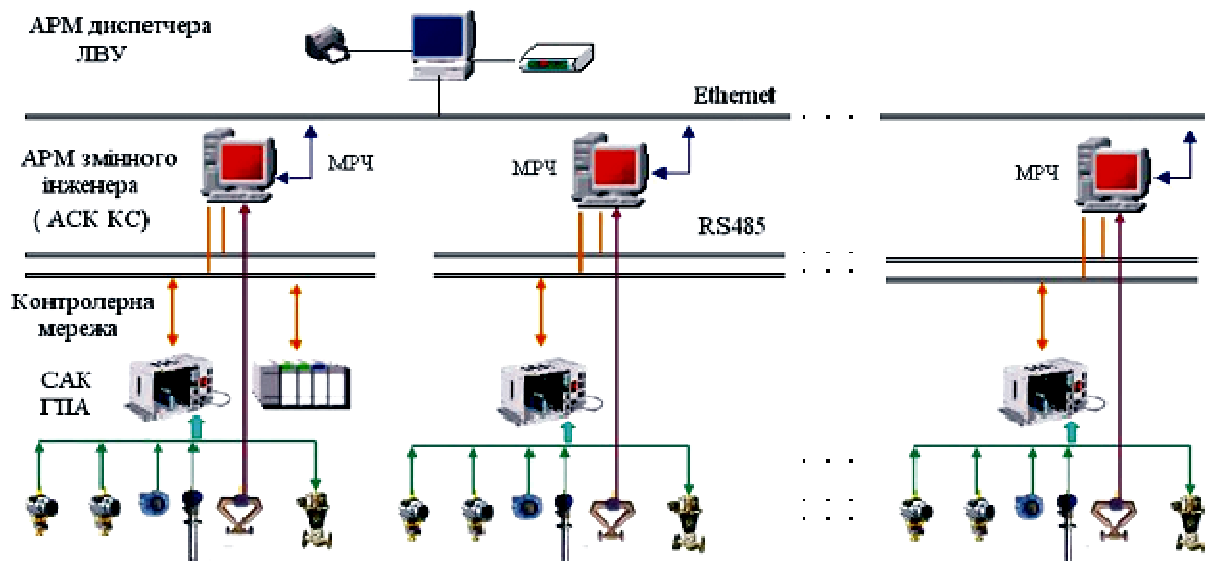 АРМ диспетчера
ЛВУ
Ethernet
АРМ змінного
інженера
( АСК КС)
МРЧ
МРЧ
МРЧ
RS485
Контролерна
мережа
САК
ГПА